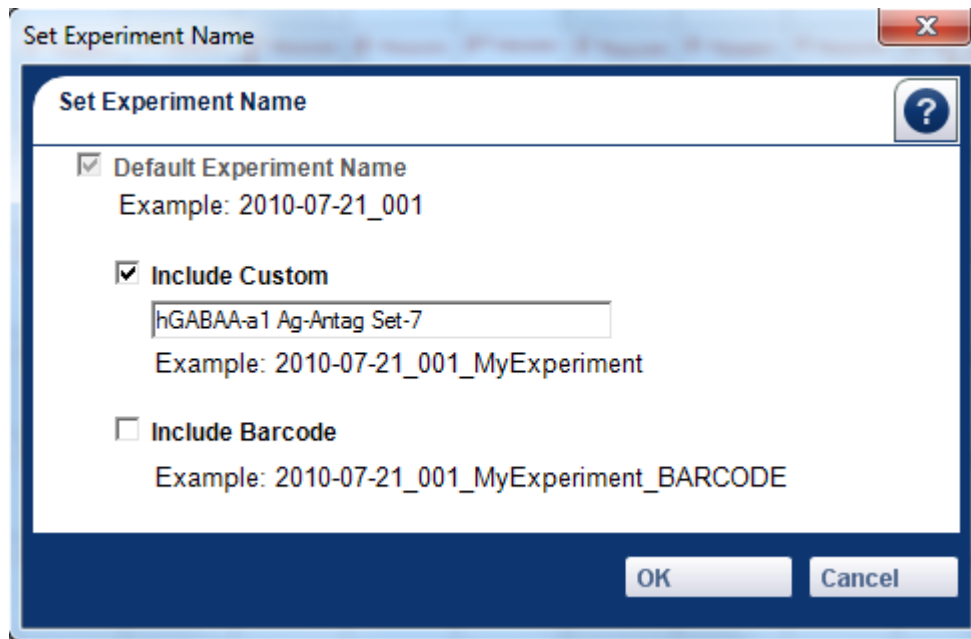 Set Experiment Name
Set Experiment Name
?
Default Experiment Name
Example: 2010-07-21_001
Include Custom
hGABAA-a1 Ag-Antag Set-7
Example: 2010-07-21_001_MyExperiment
Include Barcode
Example: 2010-07-21_001_MyExperiment_BARCODE
OK Cancel